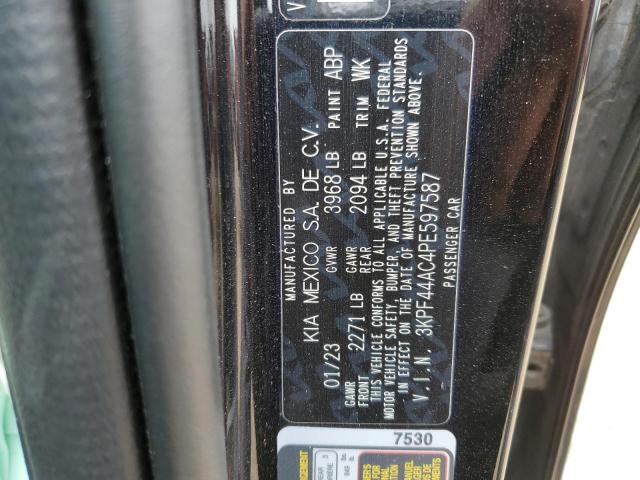 MANUFACTURED BY
KIA MEXICO S.A. DE C.V.
01/23 GVWR 3968 LB PAINT ABP
GAWR FRONT 2271 LB GAWR REAR 2094 LB TRIM WK
THIS VEHICLE CONFORMS TO ALL APPLICABLE U.S.A. FEDERAL
MOTOR VEHICLE SAFETY, BUMPER, AND THEFT PREVENTION STANDARDS
IN EFFECT ON THE DATE OF MANUFACTURE SHOWN ABOVE.
V.I.N. 3KPF44AC4PE597587
PASSENGER CAR
V
7530